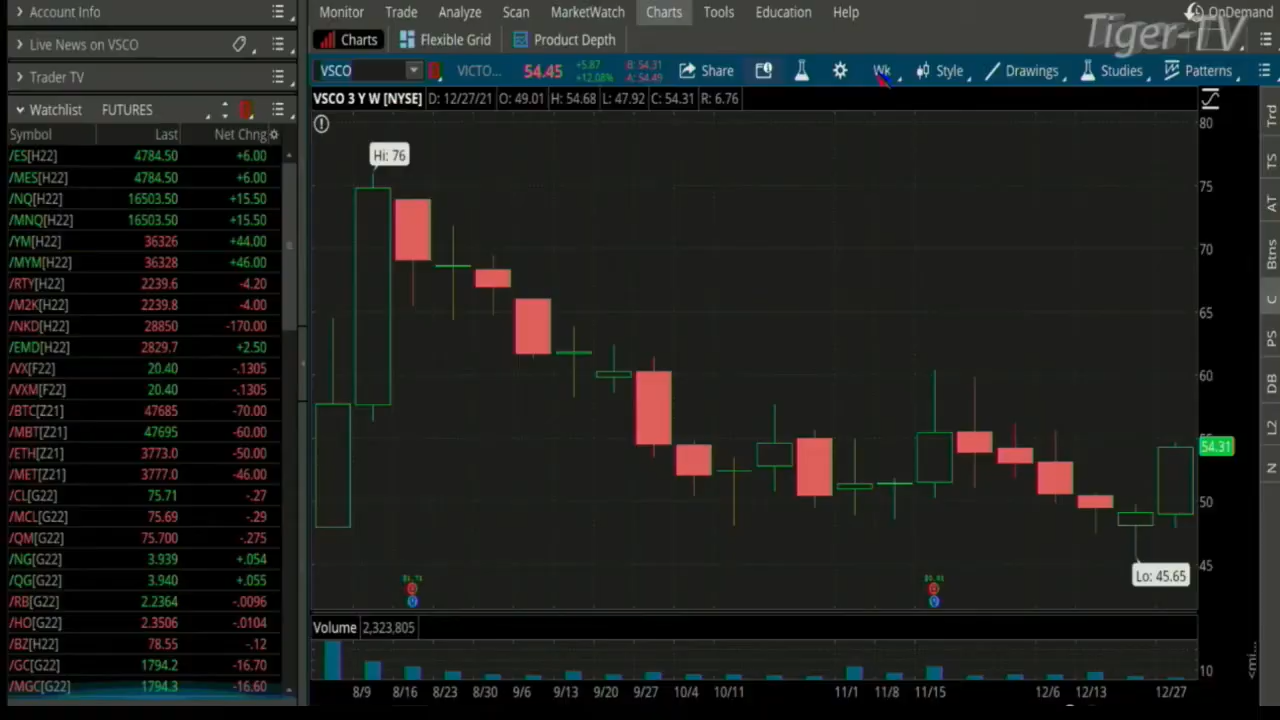 Account Info
Live News on VSCO
Trader TV
Watchlist FUTURES
Symbol Last Net Chng
/ES[H22] 4784.50 +6.00
/MES[H22] 4784.50 +6.00
/NQ[H22] 16503.50 +15.50
/MNQ[H22] 16503.50 +15.50
/YM[H22] 36326 +44.00
/MYM[H22] 36328 +46.00
/RTY[H22] 2239.6 -4.20
/M2K[H22] 2239.8 -4.00
/NKD[H22] 28850 -170.00
/EMD[H22] 2829.7 +2.50
/VX[F22] 20.40 -.1305
/VXM[F22] 20.40 -.1305
/BTC[Z21] 47685 -70.00
/MBT[Z21] 47695 -60.00
/ETH[Z21] 3773.0 -50.00
/MET[Z21] 3777.0 -46.00
/CL[G22] 75.71 -.27
/MCL[G22] 75.69 -.29
/QM[G22] 75.700 -.275
/NG[G22] 3.939 +.054
/QG[G22] 3.940 +.055
/RB[G22] 2.2364 -.0096
/HO[G22] 2.3506 -.0104
/BZ[H22] 78.55 -.12
/GC[G22] 1794.2 -16.70
/MGC[G22] 1794.3 -16.60
Monitor Trade Analyze Scan MarketWatch Charts Tools Education Help
OnDemand
Tiger-TV
Charts Flexible Grid Product Depth
VSCO VICTO... 54.45 +5.87 B: 54.31
+12.08% A: 54.49
Share Wk Style Drawings Studies Patterns
VSCO 3 Y W [NYSE] D: 12/27/21 O: 49.01 H: 54.68 L: 47.92 C: 54.31 R: 6.76
Hi: 76
80
75
70
65
60
55
54.31
50
45
Lo: 45.65
Volume 2,323,805
10
8/9 8/16 8/23 8/30 9/6 9/13 9/20 9/27 10/4 10/11 11/1 11/8 11/15 12/6 12/13 12/27
Trd
TS
AT
Btns
C
PS
DB
L2
N